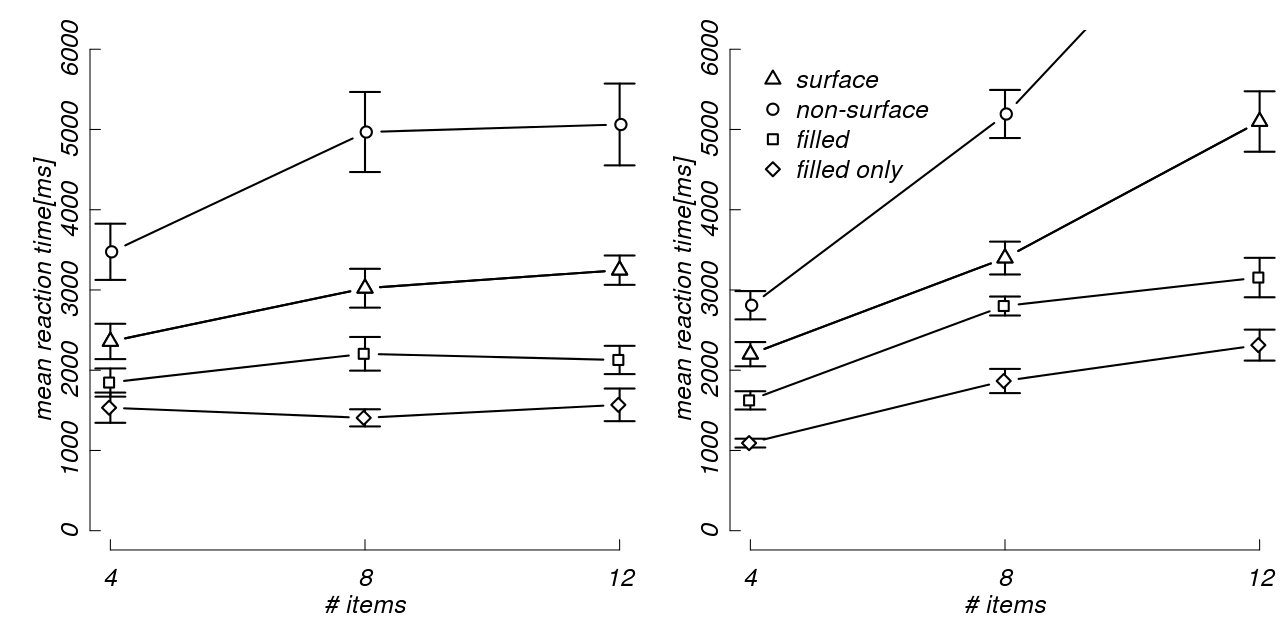 mean reaction time[ms]
6000
5000
4000
3000
2000
1000
0
4 8 12
# items
mean reaction time[ms]
6000
5000
4000
3000
2000
1000
0
surface
non-surface
filled
filled only
4 8 12
# items